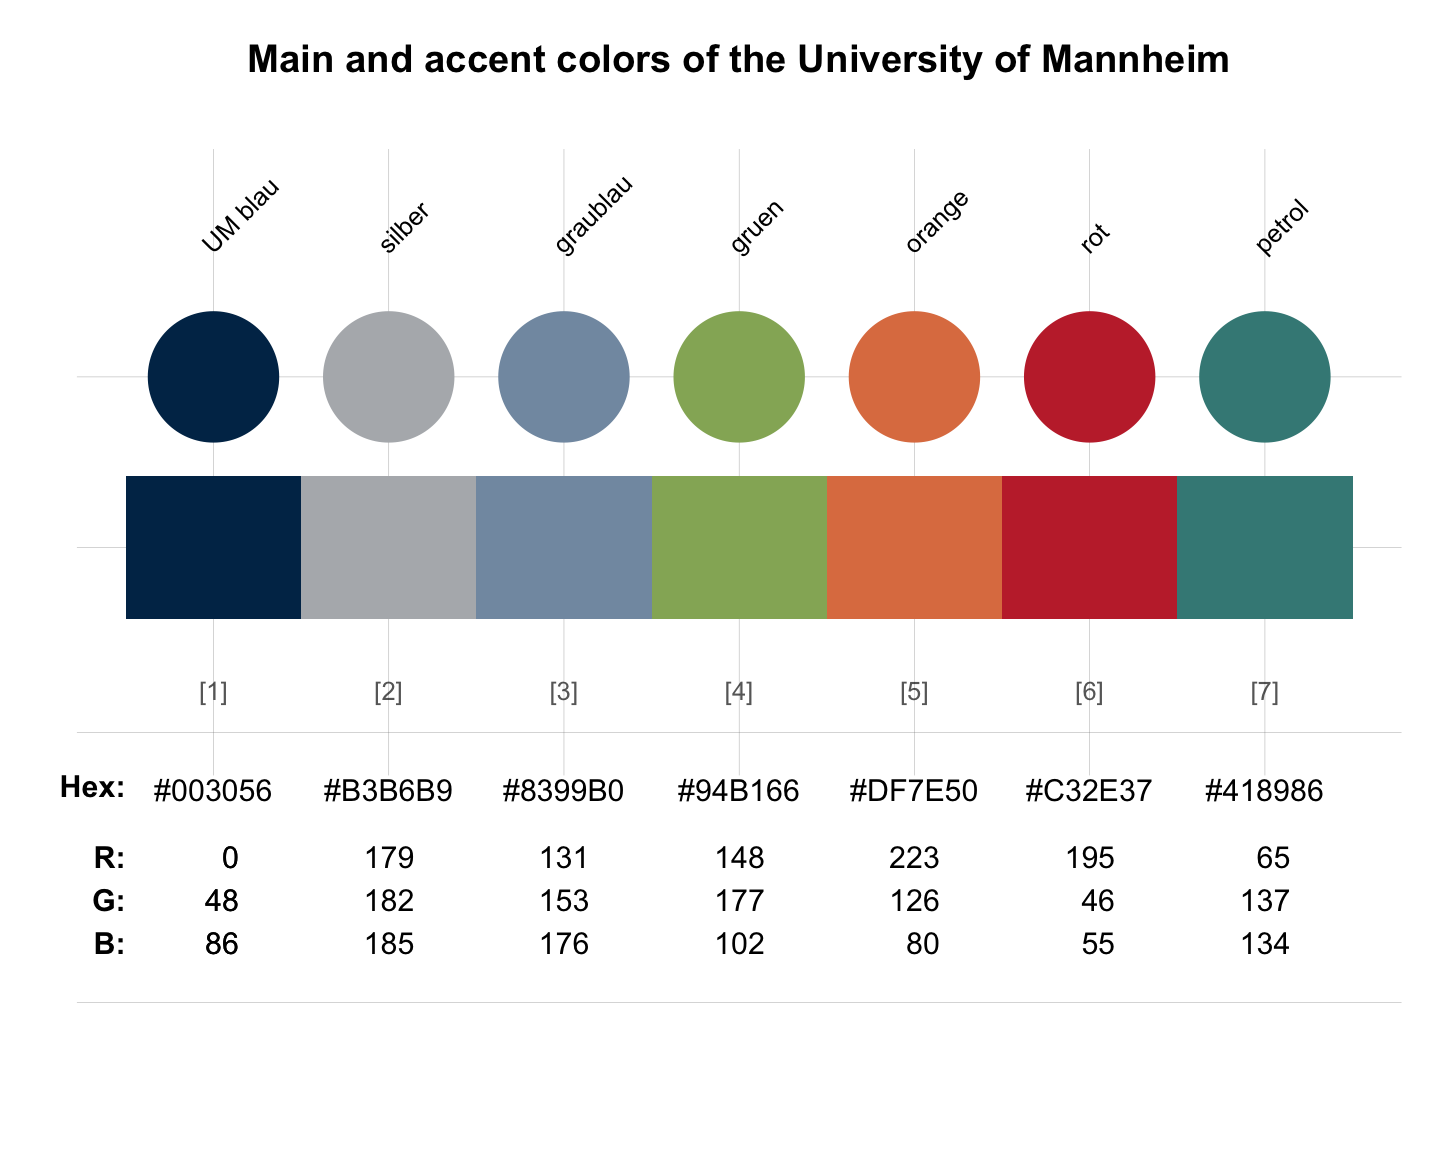 Main and accent colors of the University of Mannheim
UM blau silber graublau gruen orange rot petrol
[1] [2] [3] [4] [5] [6] [7]
Hex: #003056 #B3B6B9 #8399B0 #94B166 #DF7E50 #C32E37 #418986
R: 0 179 131 148 223 195 65
G: 48 182 153 177 126 46 137
B: 86 185 176 102 80 55 134